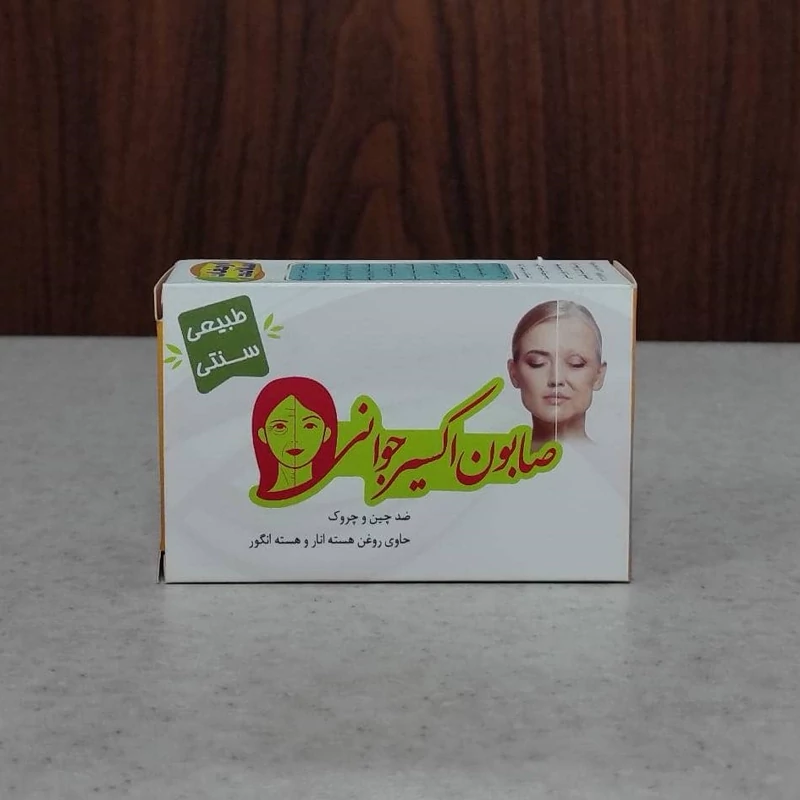 طبیعی
سنتی
صابون اکسیر جوانی
ضد چین و چروک
حاوی روغن هسته انار و هسته انگور